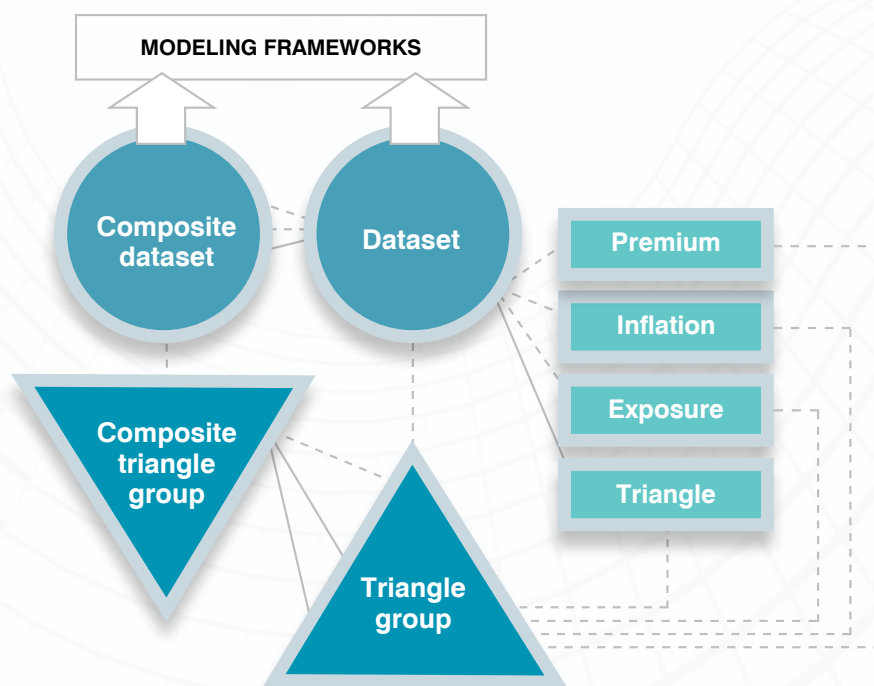 MODELING FRAMEWORKS
Composite
dataset
Dataset
Premium
Inflation
Exposure
Triangle
Composite
triangle
group
Triangle
group